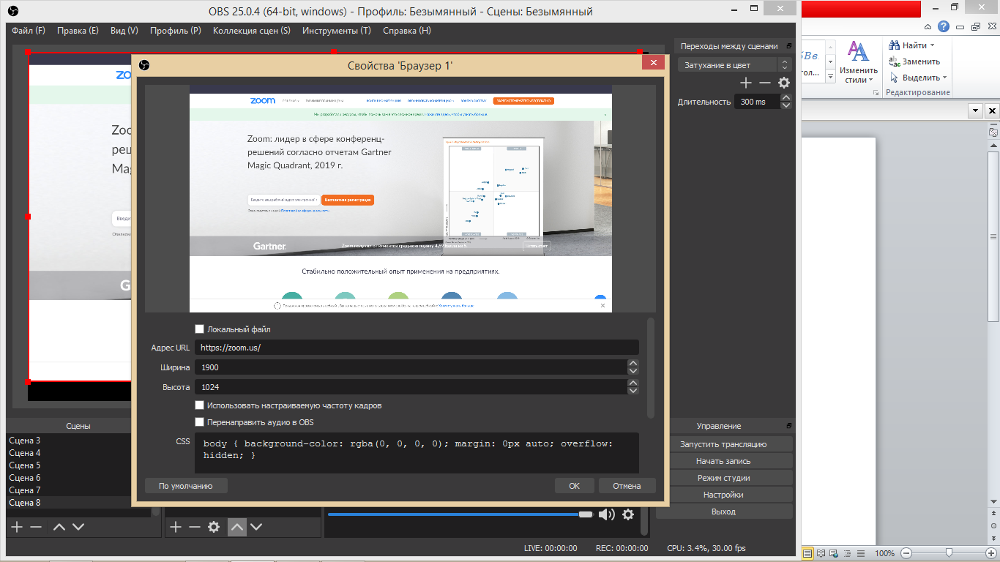 OBS 25.0.4 (64-bit, windows) - Профиль: Безымянный - Сцены: Безымянный
Файл (F) Правка (E) Вид (V) Профиль (P) Коллекция сцен (S) Инструменты (T) Справка (H)
Свойства 'Браузер 1'
zoom
Zoom: лидер в сфере конференц-
решений согласно отчетам Gartner
Magic Quadrant, 2019 г.
Бесплатная регистрация
Gartner
Стабильно положительный опыт применения на предприятиях.
Локальный файл
Адрес URL https://zoom.us/
Ширина 1900
Высота 1024
Использовать настраиваемую частоту кадров
Перенаправить аудио в OBS
CSS body { background-color: rgba(0, 0, 0, 0); margin: 0px auto; overflow:
hidden; }
По умолчанию OK Отмена
Переходы между сценами
Затухание в цвет
Длительность 300 ms
Сцены
Сцена 3
Сцена 4
Сцена 5
Сцена 6
Сцена 7
Сцена 8
Управление
Запустить трансляцию
Начать запись
Режим студии
Настройки
Выход
LIVE: 00:00:00 REC: 00:00:00 CPU: 3.4%, 30.00 fps
Изменить
стили
Найти
Заменить
Выделить
Редактирование
100%